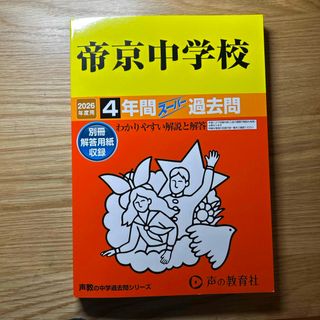 帝京中学校
2026
年度用
4年間スーパー過去問
わかりやすい解説と解答
別冊
解答用紙
収録
声教の中学過去問シリーズ
声の教育社